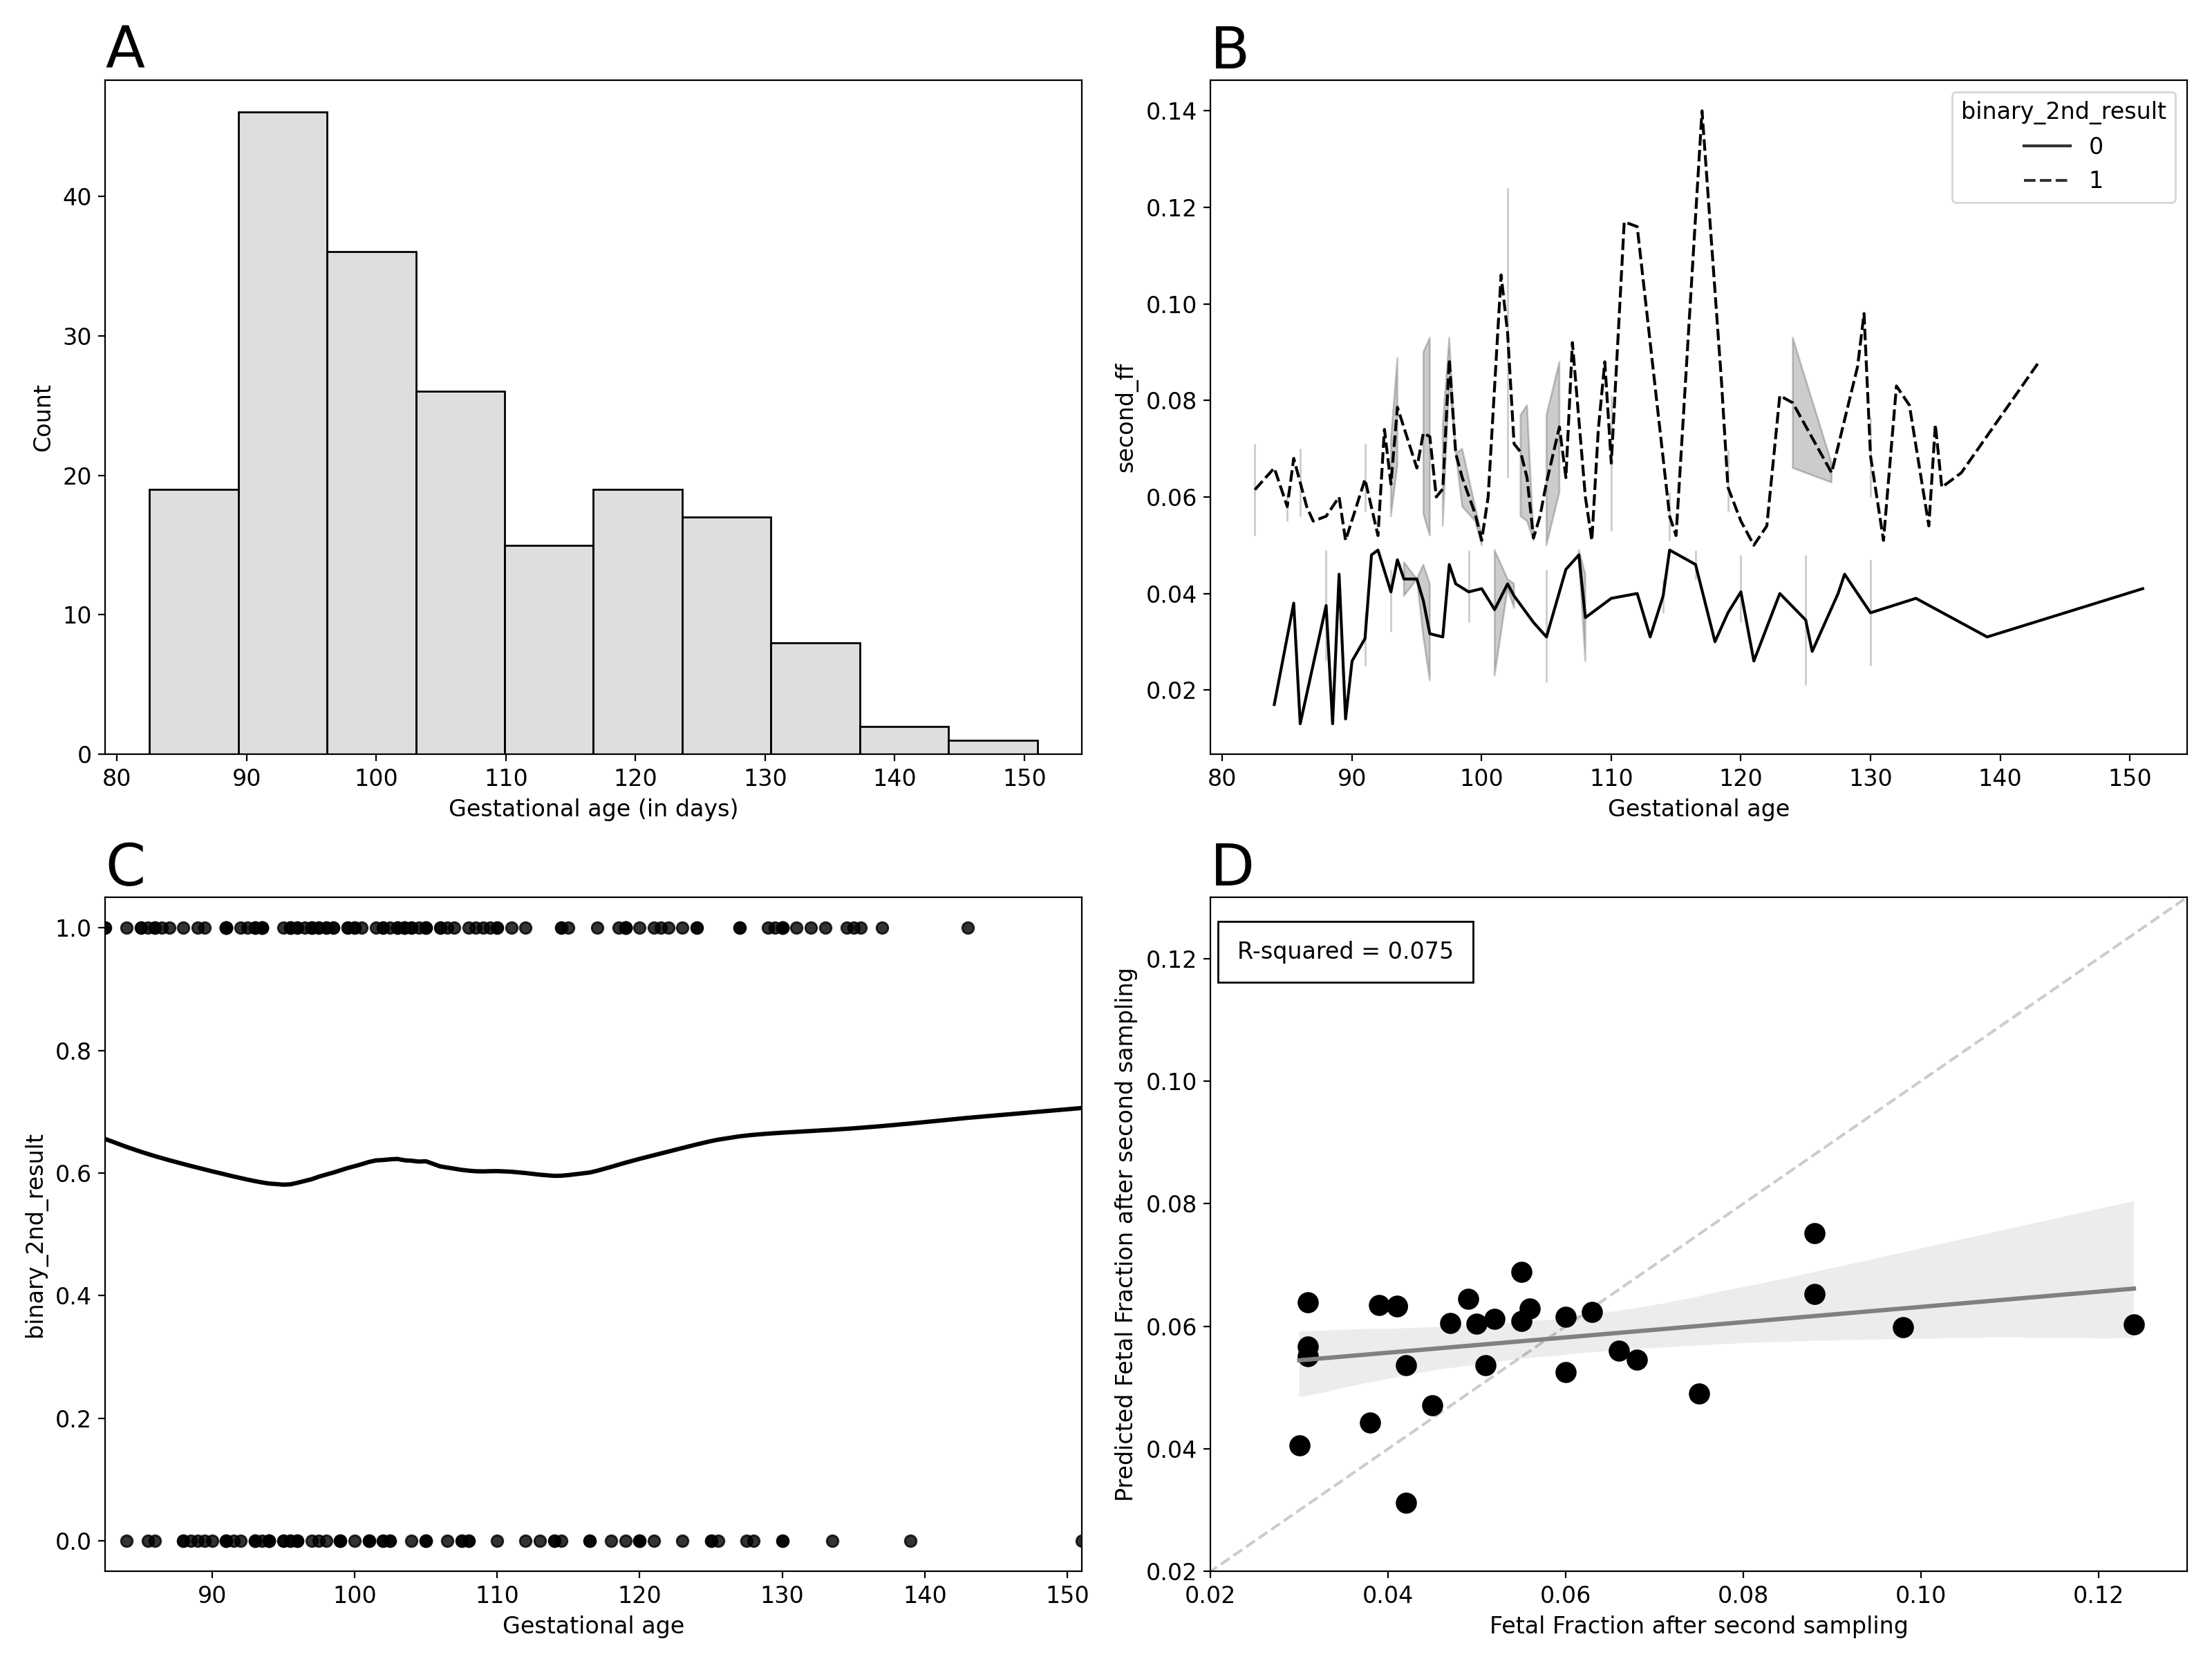 A
40
30
20
10
0
Count
80 90 100 110 120 130 140 150
Gestational age (in days)
B
0.14
0.12
0.10
0.08
0.06
0.04
0.02
second_ff
binary_2nd_result
0
1
80 90 100 110 120 130 140 150
Gestational age
C
1.0
0.8
0.6
0.4
0.2
0.0
binary_2nd_result
90 100 110 120 130 140 150
Gestational age
D
R-squared = 0.075
0.12
0.10
0.08
0.06
0.04
0.02
Predicted Fetal Fraction after second sampling
0.02 0.04 0.06 0.08 0.10 0.12
Fetal Fraction after second sampling